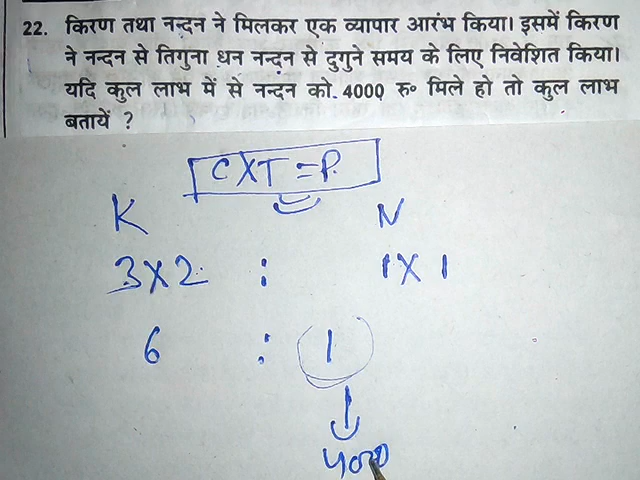 22. किरण तथा नन्दन ने मिलकर एक व्यापार आरंभ किया। इसमें किरण
ने नन्दन से तिगुना धन नन्दन से दुगुने समय के लिए निवेशित किया।
यदि कुल लाभ में से नन्दन को 4000 रु० मिले हो तो कुल लाभ
बतायें ?
C X T = P.
K N
3 X 2 : 1 X 1
6 : 1
4000